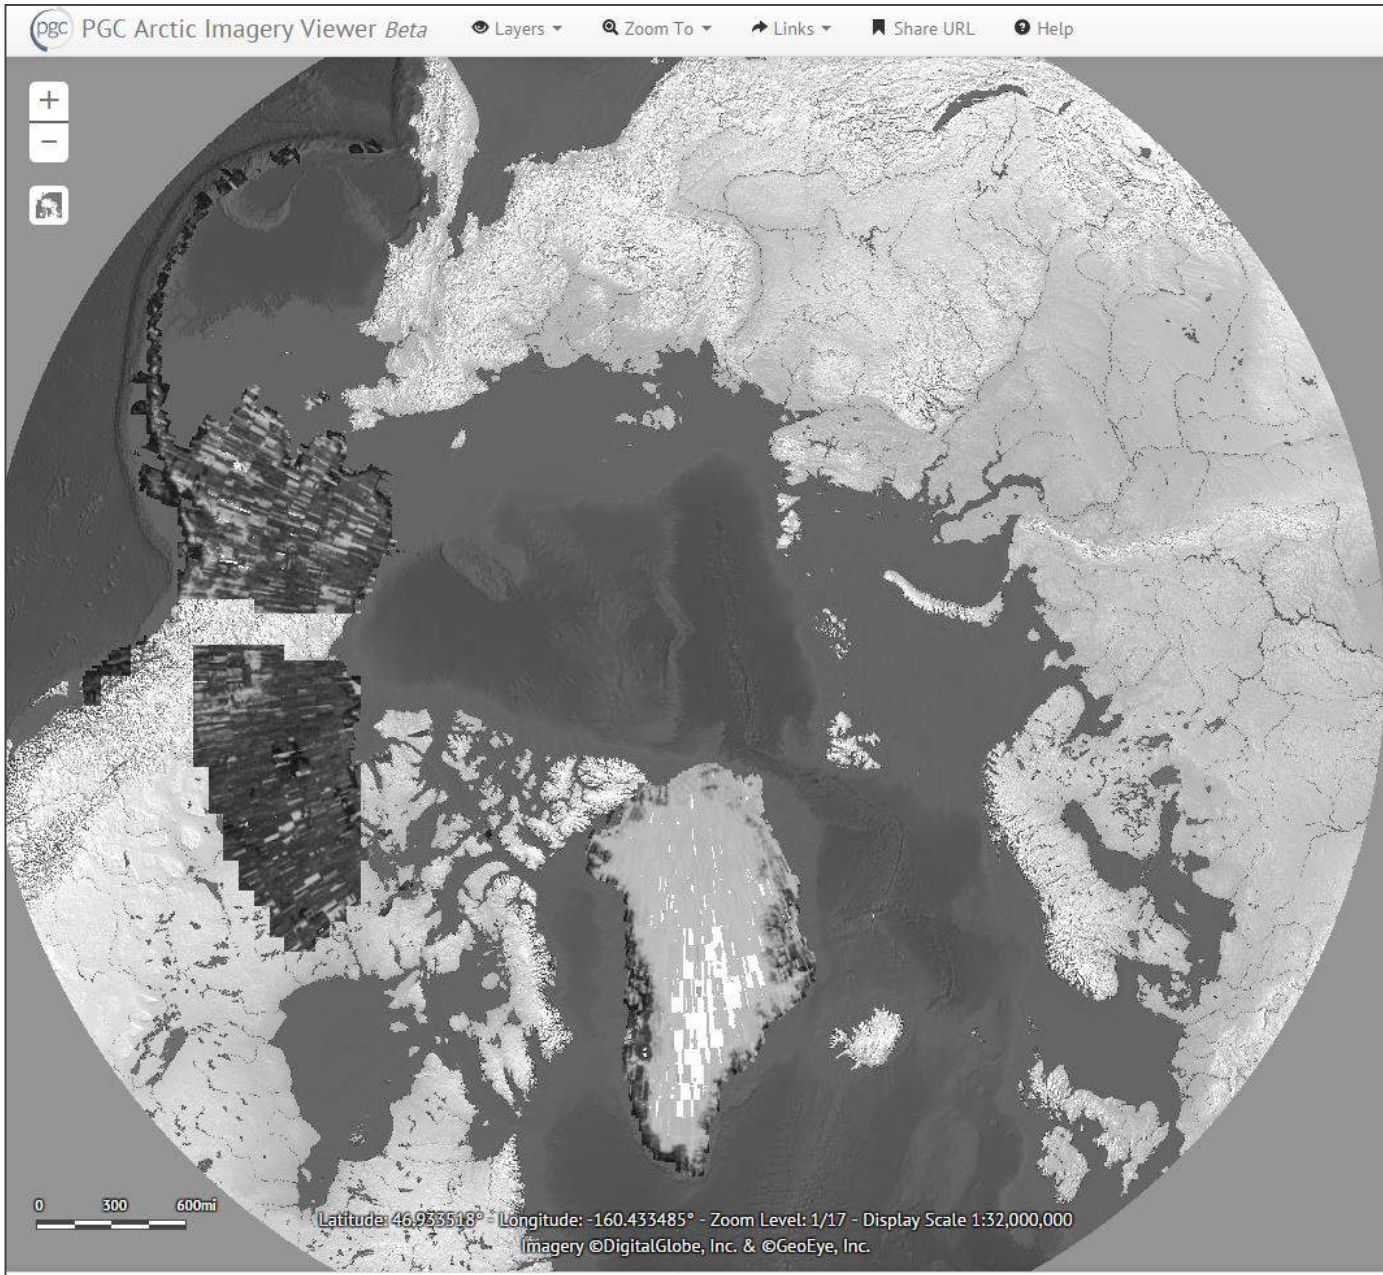 pgc PGC Arctic Imagery Viewer Beta Layers Zoom To Links Share URL Help
+
−
0 300 600mi
Latitude: 46.933518° - Longitude: -160.433485° - Zoom Level: 1/17 - Display Scale 1:32,000,000
Imagery ©DigitalGlobe, Inc. & ©GeoEye, Inc.